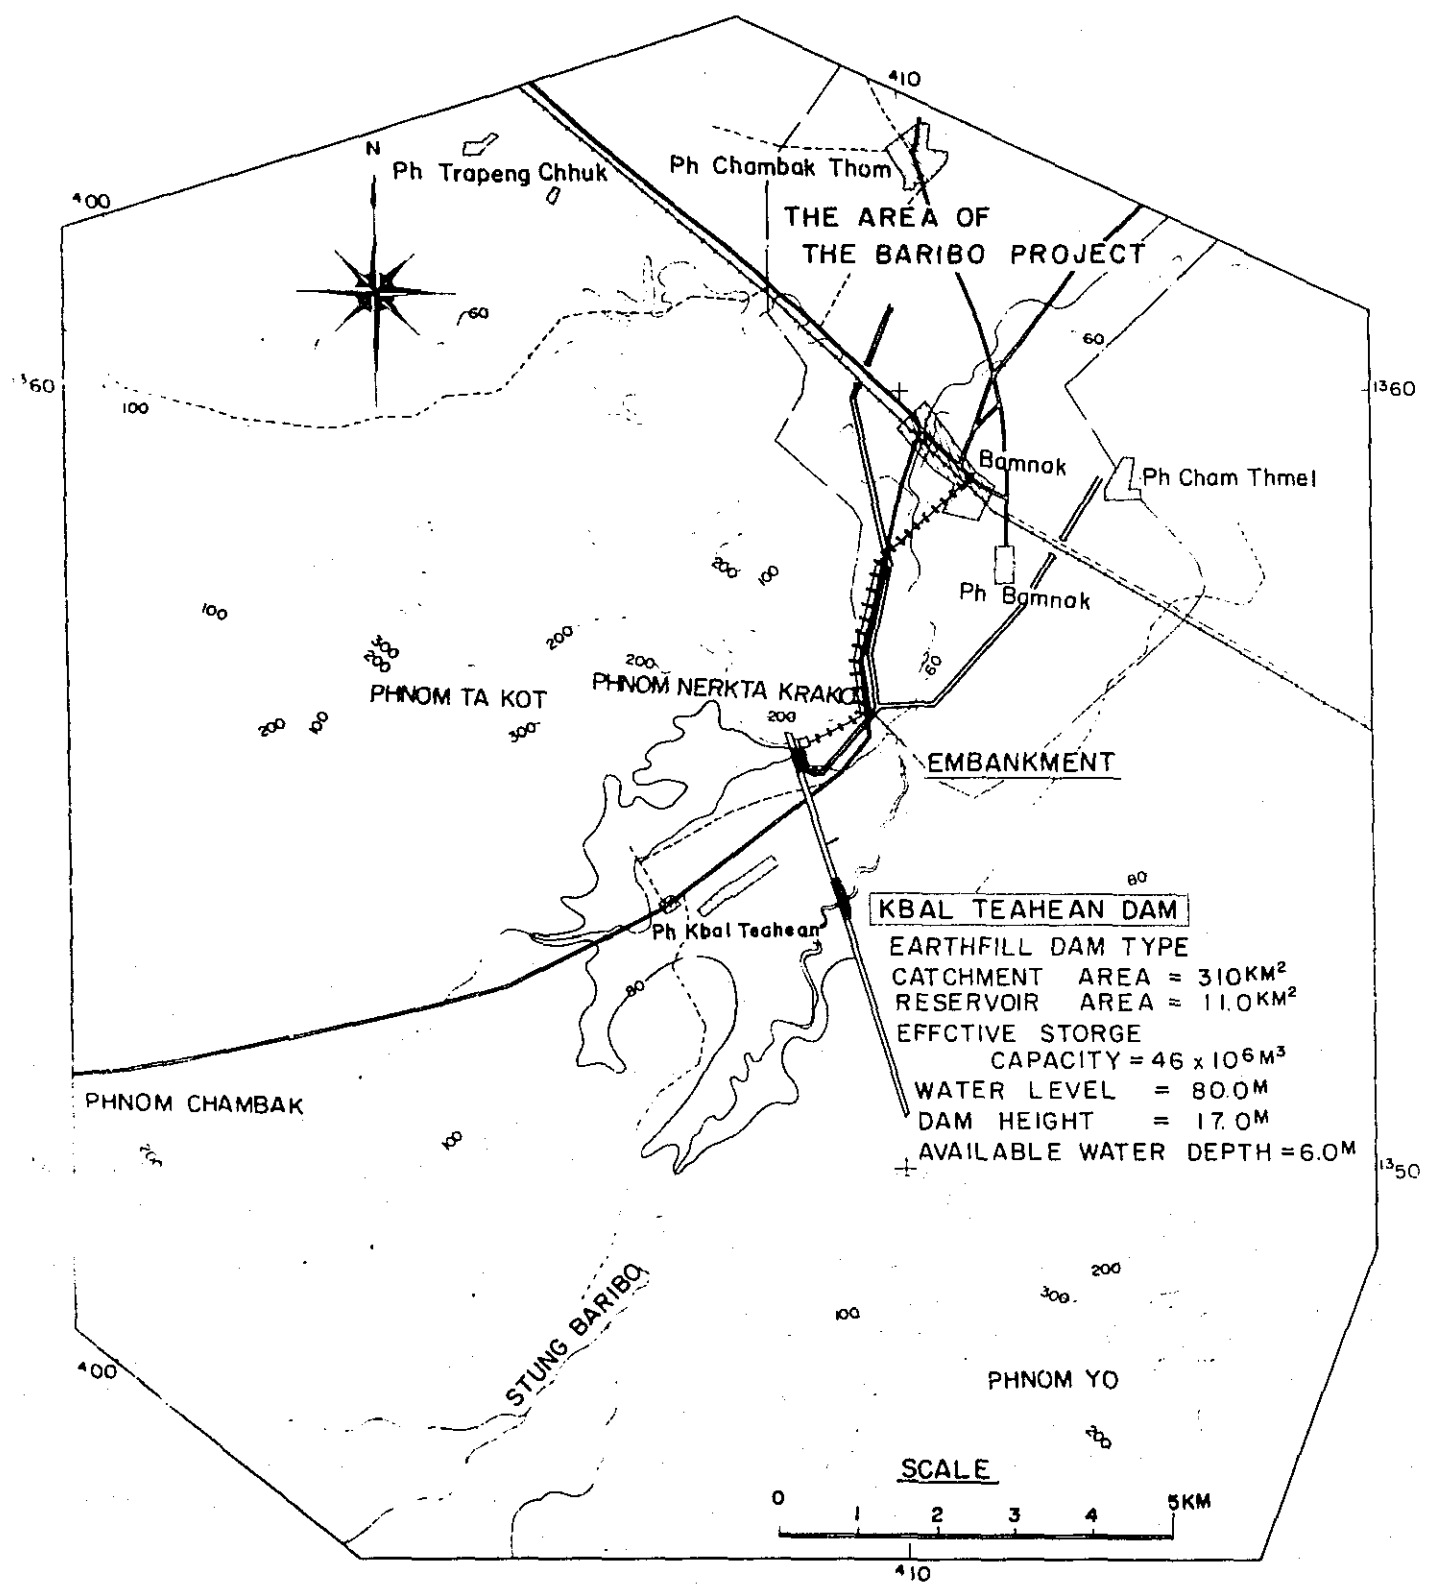 410
N
Ph Trapeng Chhuk
Ph Chambak Thom
400
THE AREA OF
THE BARIBO PROJECT
60
60
1360
1360
100
Bamnak
Ph Cham Thmel
200
100
Ph Bamnak
100
300
200
200
200
60
PHNOM TA KOT
PHNOM NERKTA KRAKO
200
100
300
200
EMBANKMENT
80
KBAL TEAHEAN DAM
Ph Kbal Teahean
EARTHFILL DAM TYPE
CATCHMENT AREA = 310KM²
80
RESERVOIR AREA = 11.0KM²
EFFCTIVE STORGE
CAPACITY = 46 x 10⁶M³
WATER LEVEL = 80.0M
PHNOM CHAMBAK
DAM HEIGHT = 17.0M
200
100
AVAILABLE WATER DEPTH = 6.0M
1350
STUNG BARIBO
200
300
100
400
PHNOM YO
200
SCALE
0 1 2 3 4 5KM
410